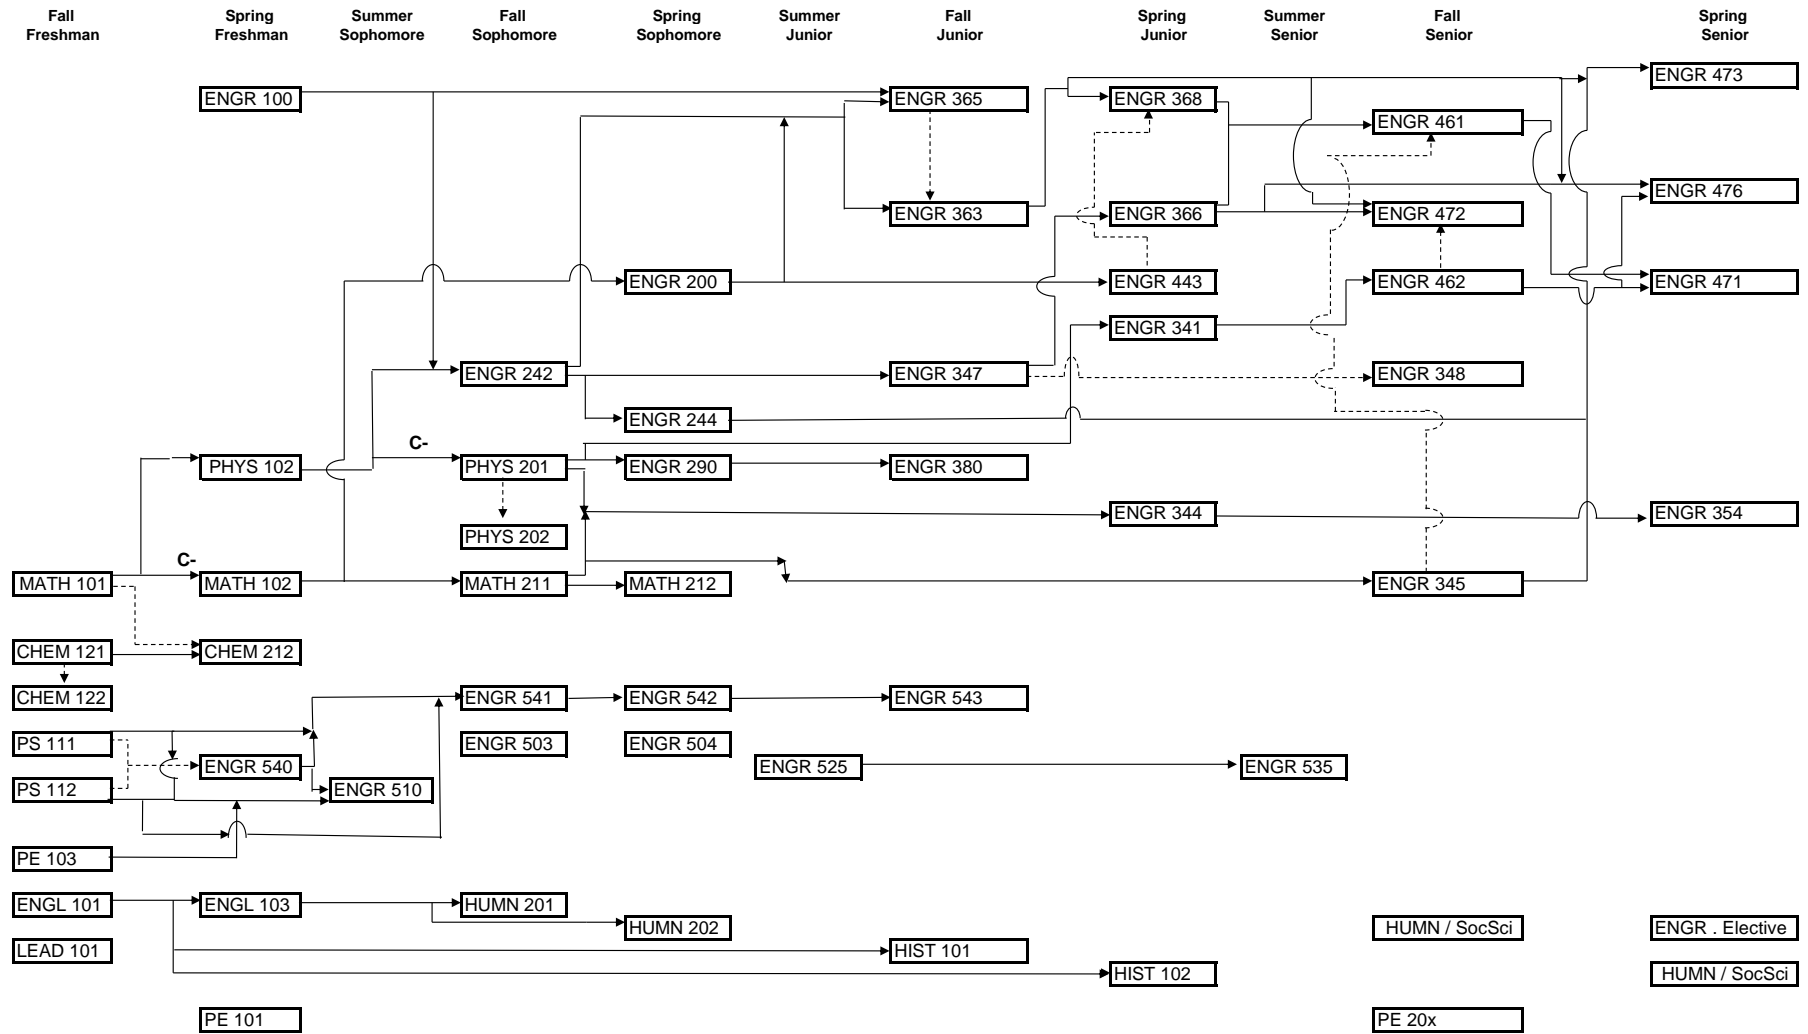 Fall Freshman
Spring Freshman
Summer Sophomore
Fall Sophomore
Spring Sophomore
Summer Junior
Fall Junior
Spring Junior
Summer Senior
Fall Senior
Spring Senior
ENGR 473
ENGR 100
ENGR 365
ENGR 368
ENGR 461
ENGR 476
ENGR 363
ENGR 366
ENGR 472
ENGR 200
ENGR 443
ENGR 462
ENGR 471
ENGR 341
ENGR 242
ENGR 347
ENGR 348
ENGR 244
C-
PHYS 102
PHYS 201
ENGR 290
ENGR 380
ENGR 344
ENGR 354
PHYS 202
C-
MATH 101
MATH 102
MATH 211
MATH 212
ENGR 345
CHEM 121
CHEM 212
CHEM 122
ENGR 541
ENGR 542
ENGR 543
PS 111
ENGR 503
ENGR 504
ENGR 540
ENGR 525
ENGR 535
PS 112
ENGR 510
PE 103
ENGL 101
ENGL 103
HUMN 201
HUMN 202
HUMN / SocSci
ENGR . Elective
LEAD 101
HIST 101
HIST 102
HUMN / SocSci
PE 101
PE 20x